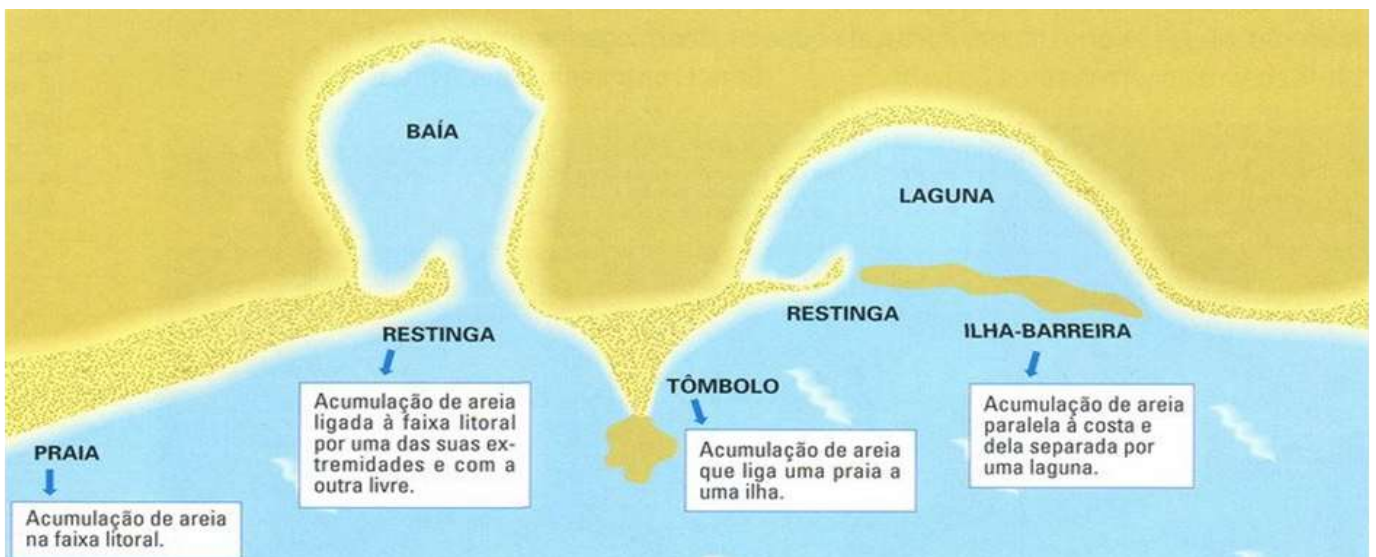 BAÍA
LAGUNA
RESTINGA
Acumulação de areia
ligada à faixa litoral
por uma das suas ex-
tremidades e com a
outra livre.
RESTINGA
ILHA-BARREIRA
Acumulação de areia
paralela à costa e
dela separada por
uma laguna.
TÔMBOLO
Acumulação de areia
que liga uma praia a
uma ilha.
PRAIA
Acumulação de areia
na faixa litoral.